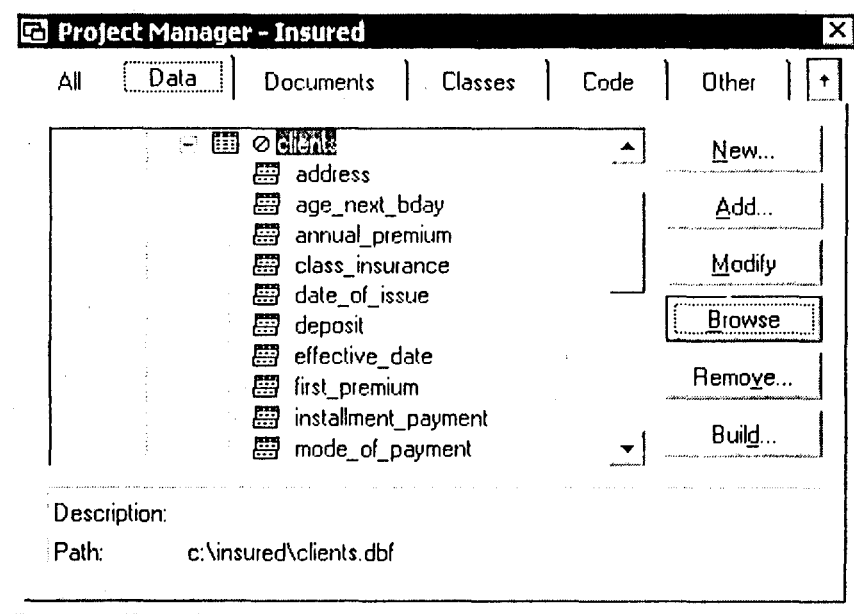 Project Manager - Insured
All Data Documents Classes Code Other
clients
address
age_next_bday
annual_premium
class_insurance
date_of_issue
deposit
effective_date
first_premium
installment_payment
mode_of_payment
New...
Add...
Modify
Browse
Remove...
Build...
Description:
Path: c:\insured\clients.dbf